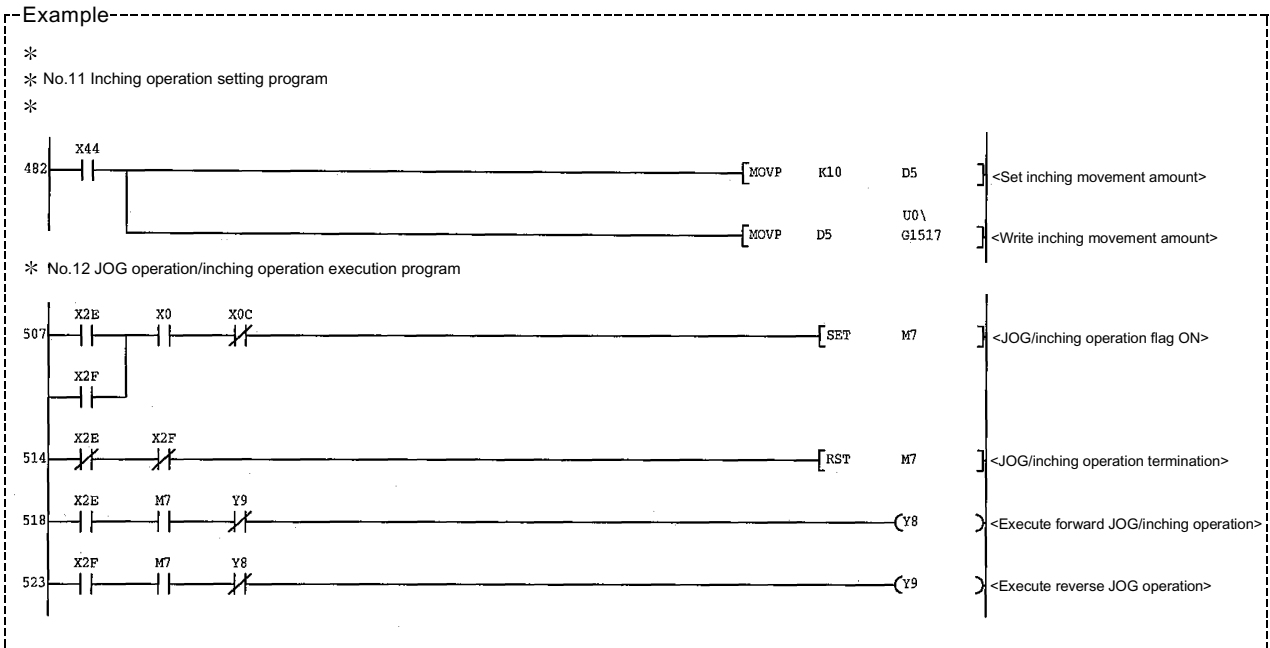 Example
*
* No.11 Inching operation setting program
*
X44
482 [MOVP K10 D5 ] <Set inching movement amount>
U0\
[MOVP D5 G1517 ] <Write inching movement amount>
* No.12 JOG operation/inching operation execution program
X2E X0 X0C
507 [SET M7 ] <JOG/inching operation flag ON>
X2F
X2E X2F
514 [RST M7 ] <JOG/inching operation termination>
X2E M7 Y9
518 (Y8 ) <Execute forward JOG/inching operation>
X2F M7 Y8
523 (Y9 ) <Execute reverse JOG operation>